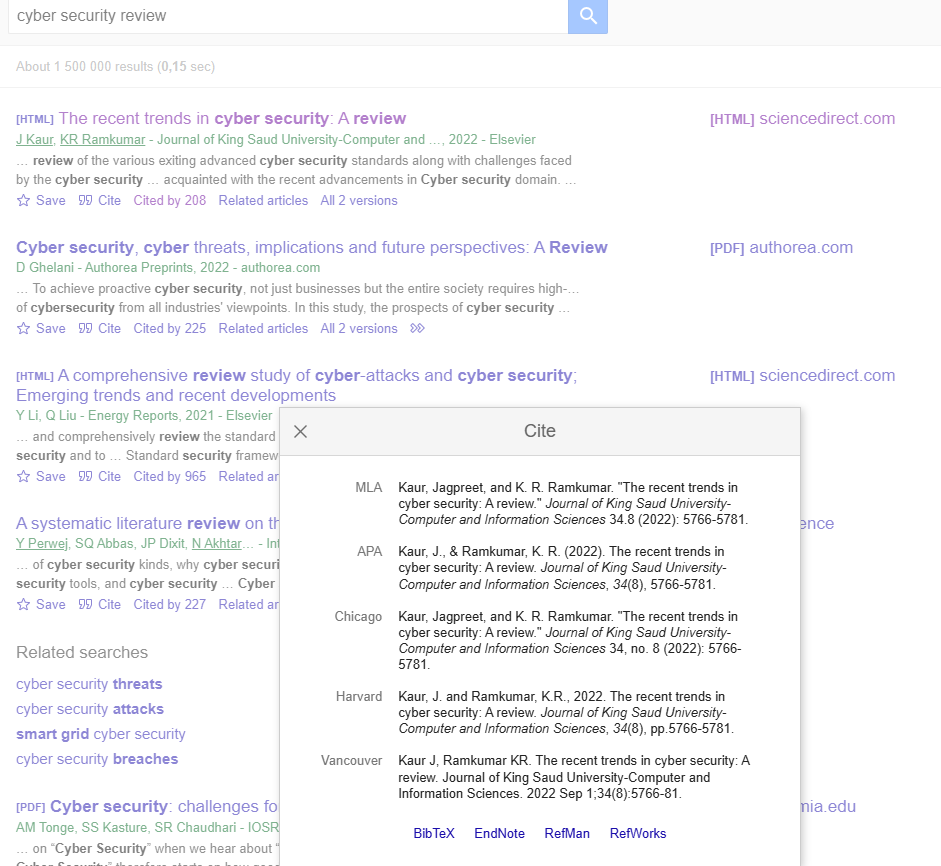 cyber security review
About 1 500 000 results (0,15 sec)
[HTML] The recent trends in cyber security: A review
[HTML] sciencedirect.com
J Kaur, KR Ramkumar - Journal of King Saud University-Computer and …, 2022 - Elsevier
… review of the various exiting advanced cyber security standards along with challenges faced
by the cyber security … acquainted with the recent advancements in Cyber security domain. …
Save Cite Cited by 208 Related articles All 2 versions
Cyber security, cyber threats, implications and future perspectives: A Review
[PDF] authorea.com
D Ghelani - Authorea Preprints, 2022 - authorea.com
… To achieve proactive cyber security, not just businesses but the entire society requires high-…
of cybersecurity from all industries' viewpoints. In this study, the prospects of cyber security …
Save Cite Cited by 225 Related articles All 2 versions
[HTML] A comprehensive review study of cyber-attacks and cyber security;
Emerging trends and recent developments
[HTML] sciencedirect.com
Y Li, Q Liu - Energy Reports, 2021 - Elsevier
… and comprehensively review the standard
security and to … Standard security framew
Save Cite Cited by 965 Related ar
A systematic literature review on th
ence
Y Perwej, SQ Abbas, JP Dixit, N Akhtar… - Int
… of cyber security kinds, why cyber securi
security tools, and cyber security … Cyber
Save Cite Cited by 227 Related ar
Related searches
cyber security threats
cyber security attacks
smart grid cyber security
cyber security breaches
[PDF] Cyber security: challenges fo
mia.edu
AM Tonge, SS Kasture, SR Chaudhari - IOSR
… on “Cyber Security” when we hear about “
Cyber Security” therefore starts on how good
Cite
MLA
Kaur, Jagpreet, and K. R. Ramkumar. "The recent trends in
cyber security: A review." Journal of King Saud University-
Computer and Information Sciences 34.8 (2022): 5766-5781.
APA
Kaur, J., & Ramkumar, K. R. (2022). The recent trends in
cyber security: A review. Journal of King Saud University-
Computer and Information Sciences, 34(8), 5766-5781.
Chicago
Kaur, Jagpreet, and K. R. Ramkumar. "The recent trends in
cyber security: A review." Journal of King Saud University-
Computer and Information Sciences 34, no. 8 (2022): 5766-
5781.
Harvard
Kaur, J. and Ramkumar, K.R., 2022. The recent trends in
cyber security: A review. Journal of King Saud University-
Computer and Information Sciences, 34(8), pp.5766-5781.
Vancouver
Kaur J, Ramkumar KR. The recent trends in cyber security: A
review. Journal of King Saud University-Computer and
Information Sciences. 2022 Sep 1;34(8):5766-81.
BibTeX EndNote RefMan RefWorks